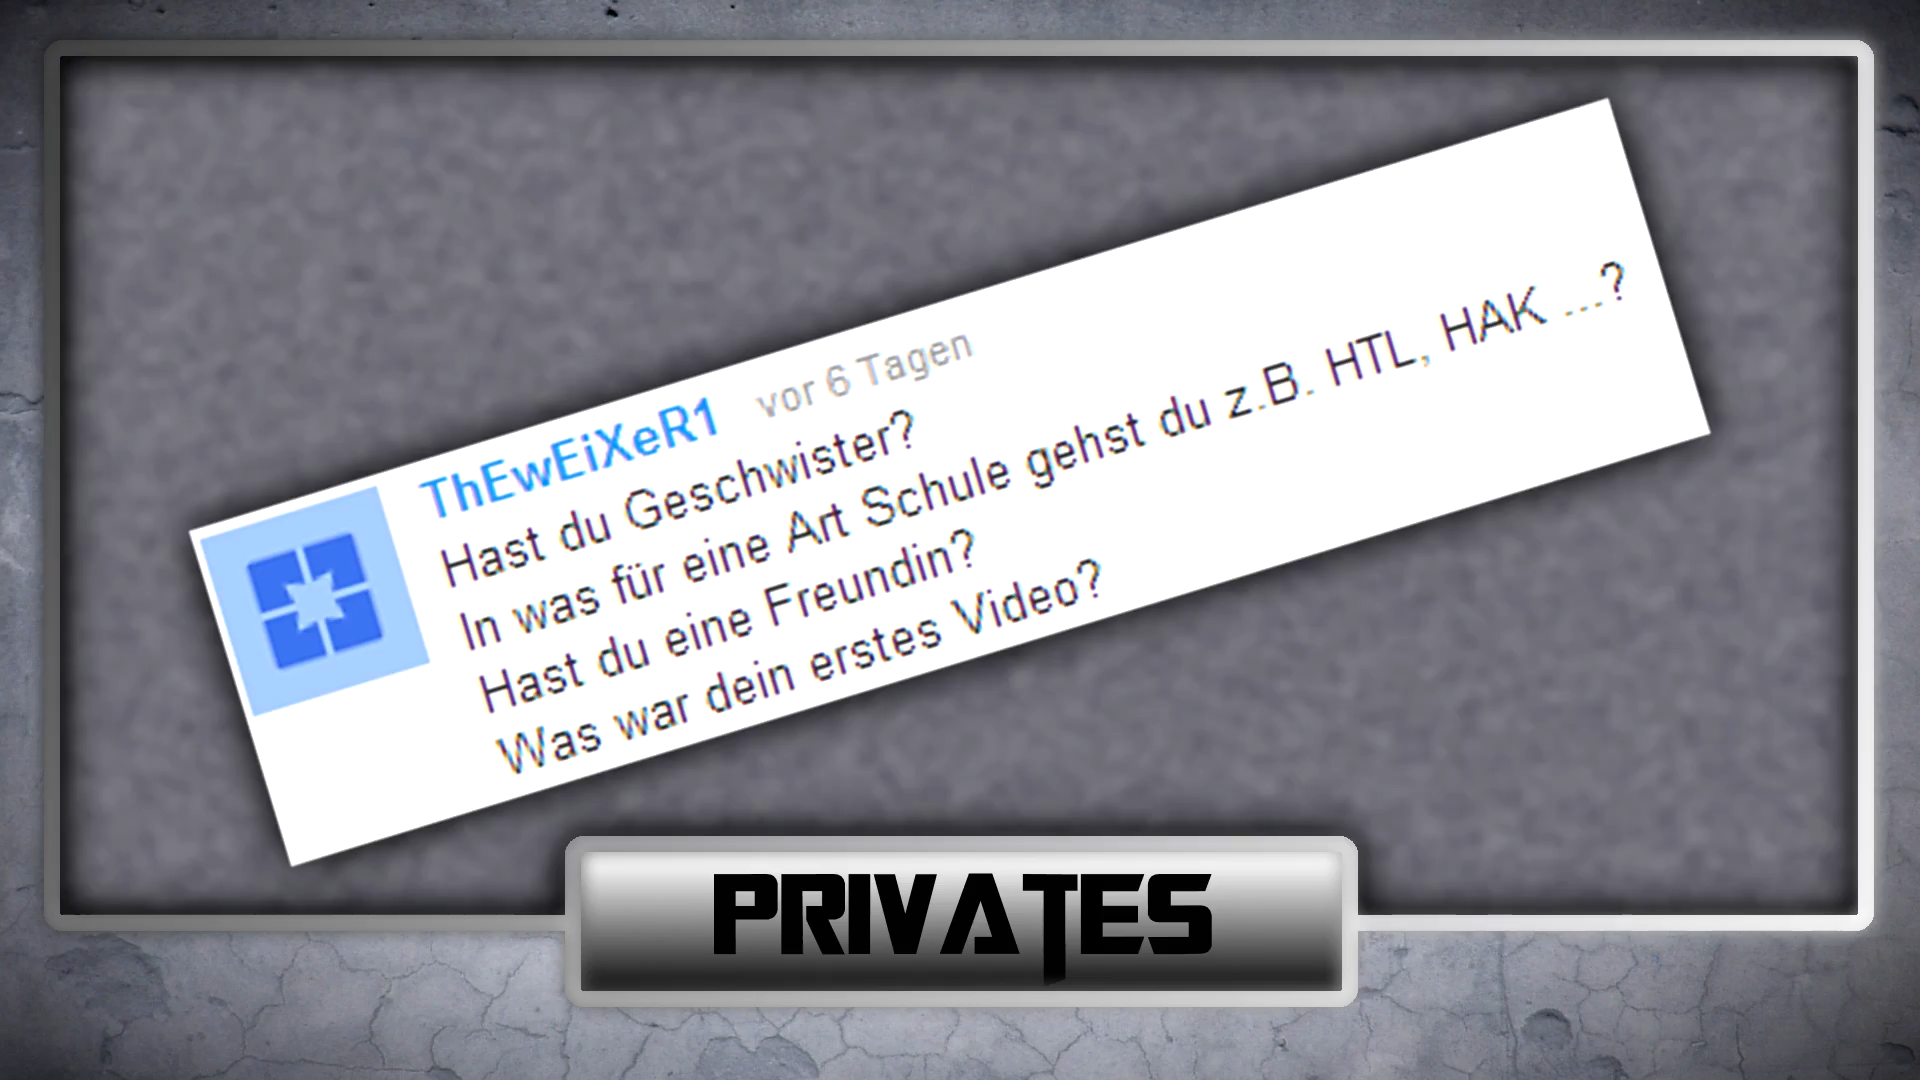 ThEwEiXeR1 vor 6 Tagen
Hast du Geschwister?
In was für eine Art Schule gehst du z.B. HTL, HAK ...?
Hast du eine Freundin?
Was war dein erstes Video?
PRIVATES